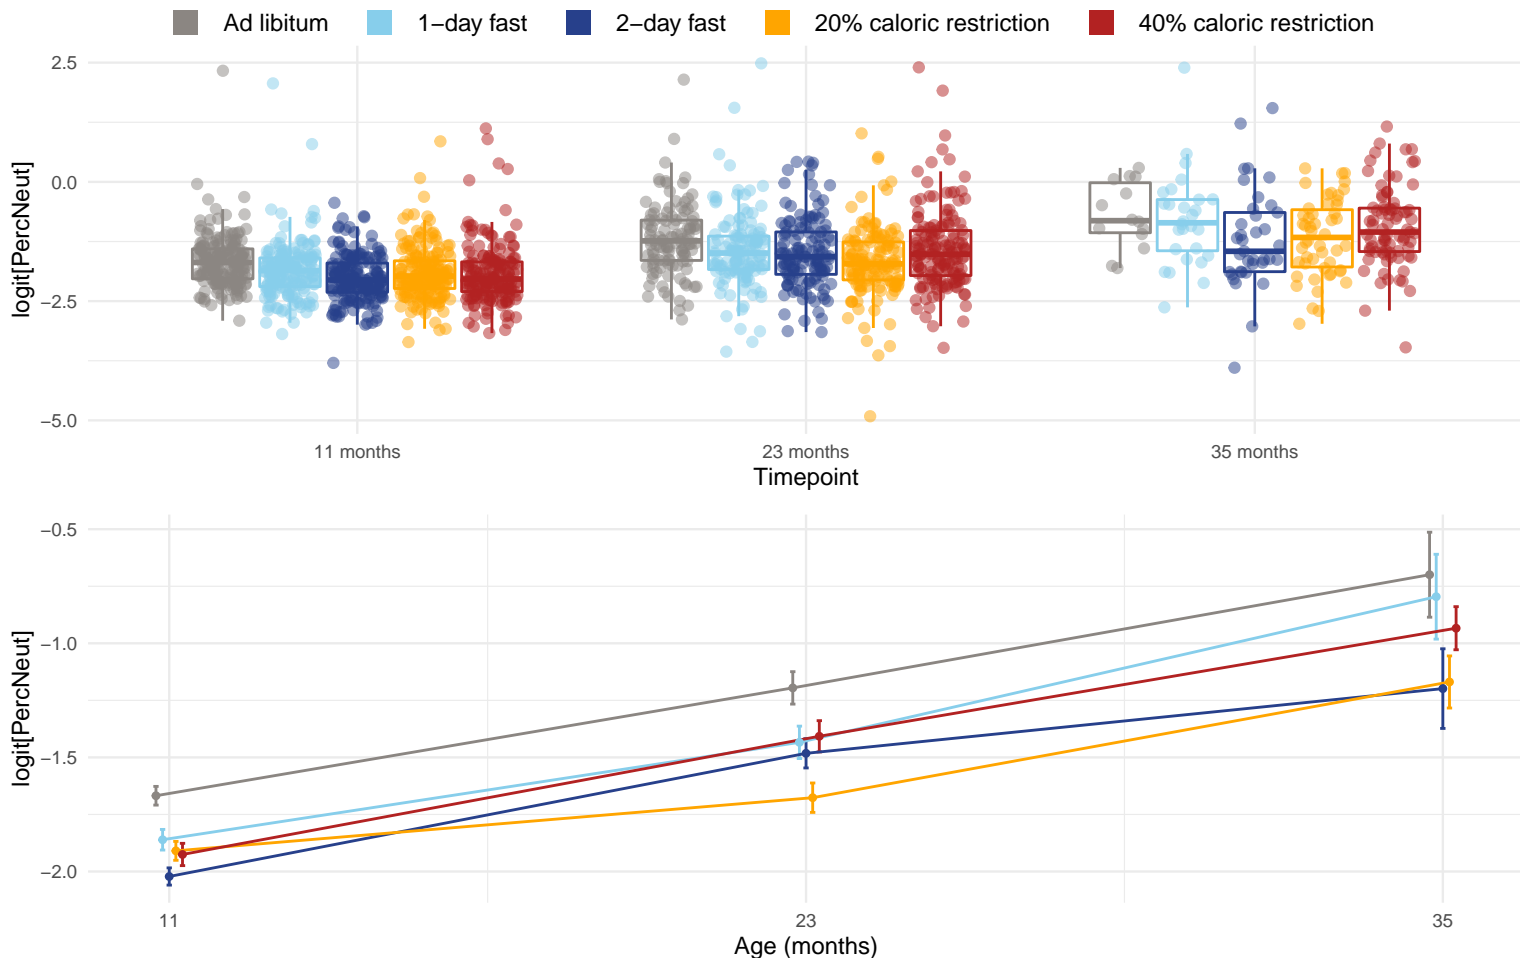 Ad libitum 1−day fast 2−day fast 20% caloric restriction 40% caloric restriction
logit[PercNeut]
2.5
0.0
−2.5
−5.0
11 months 23 months 35 months
Timepoint
logit[PercNeut]
−0.5
−1.0
−1.5
−2.0
11 23 35
Age (months)